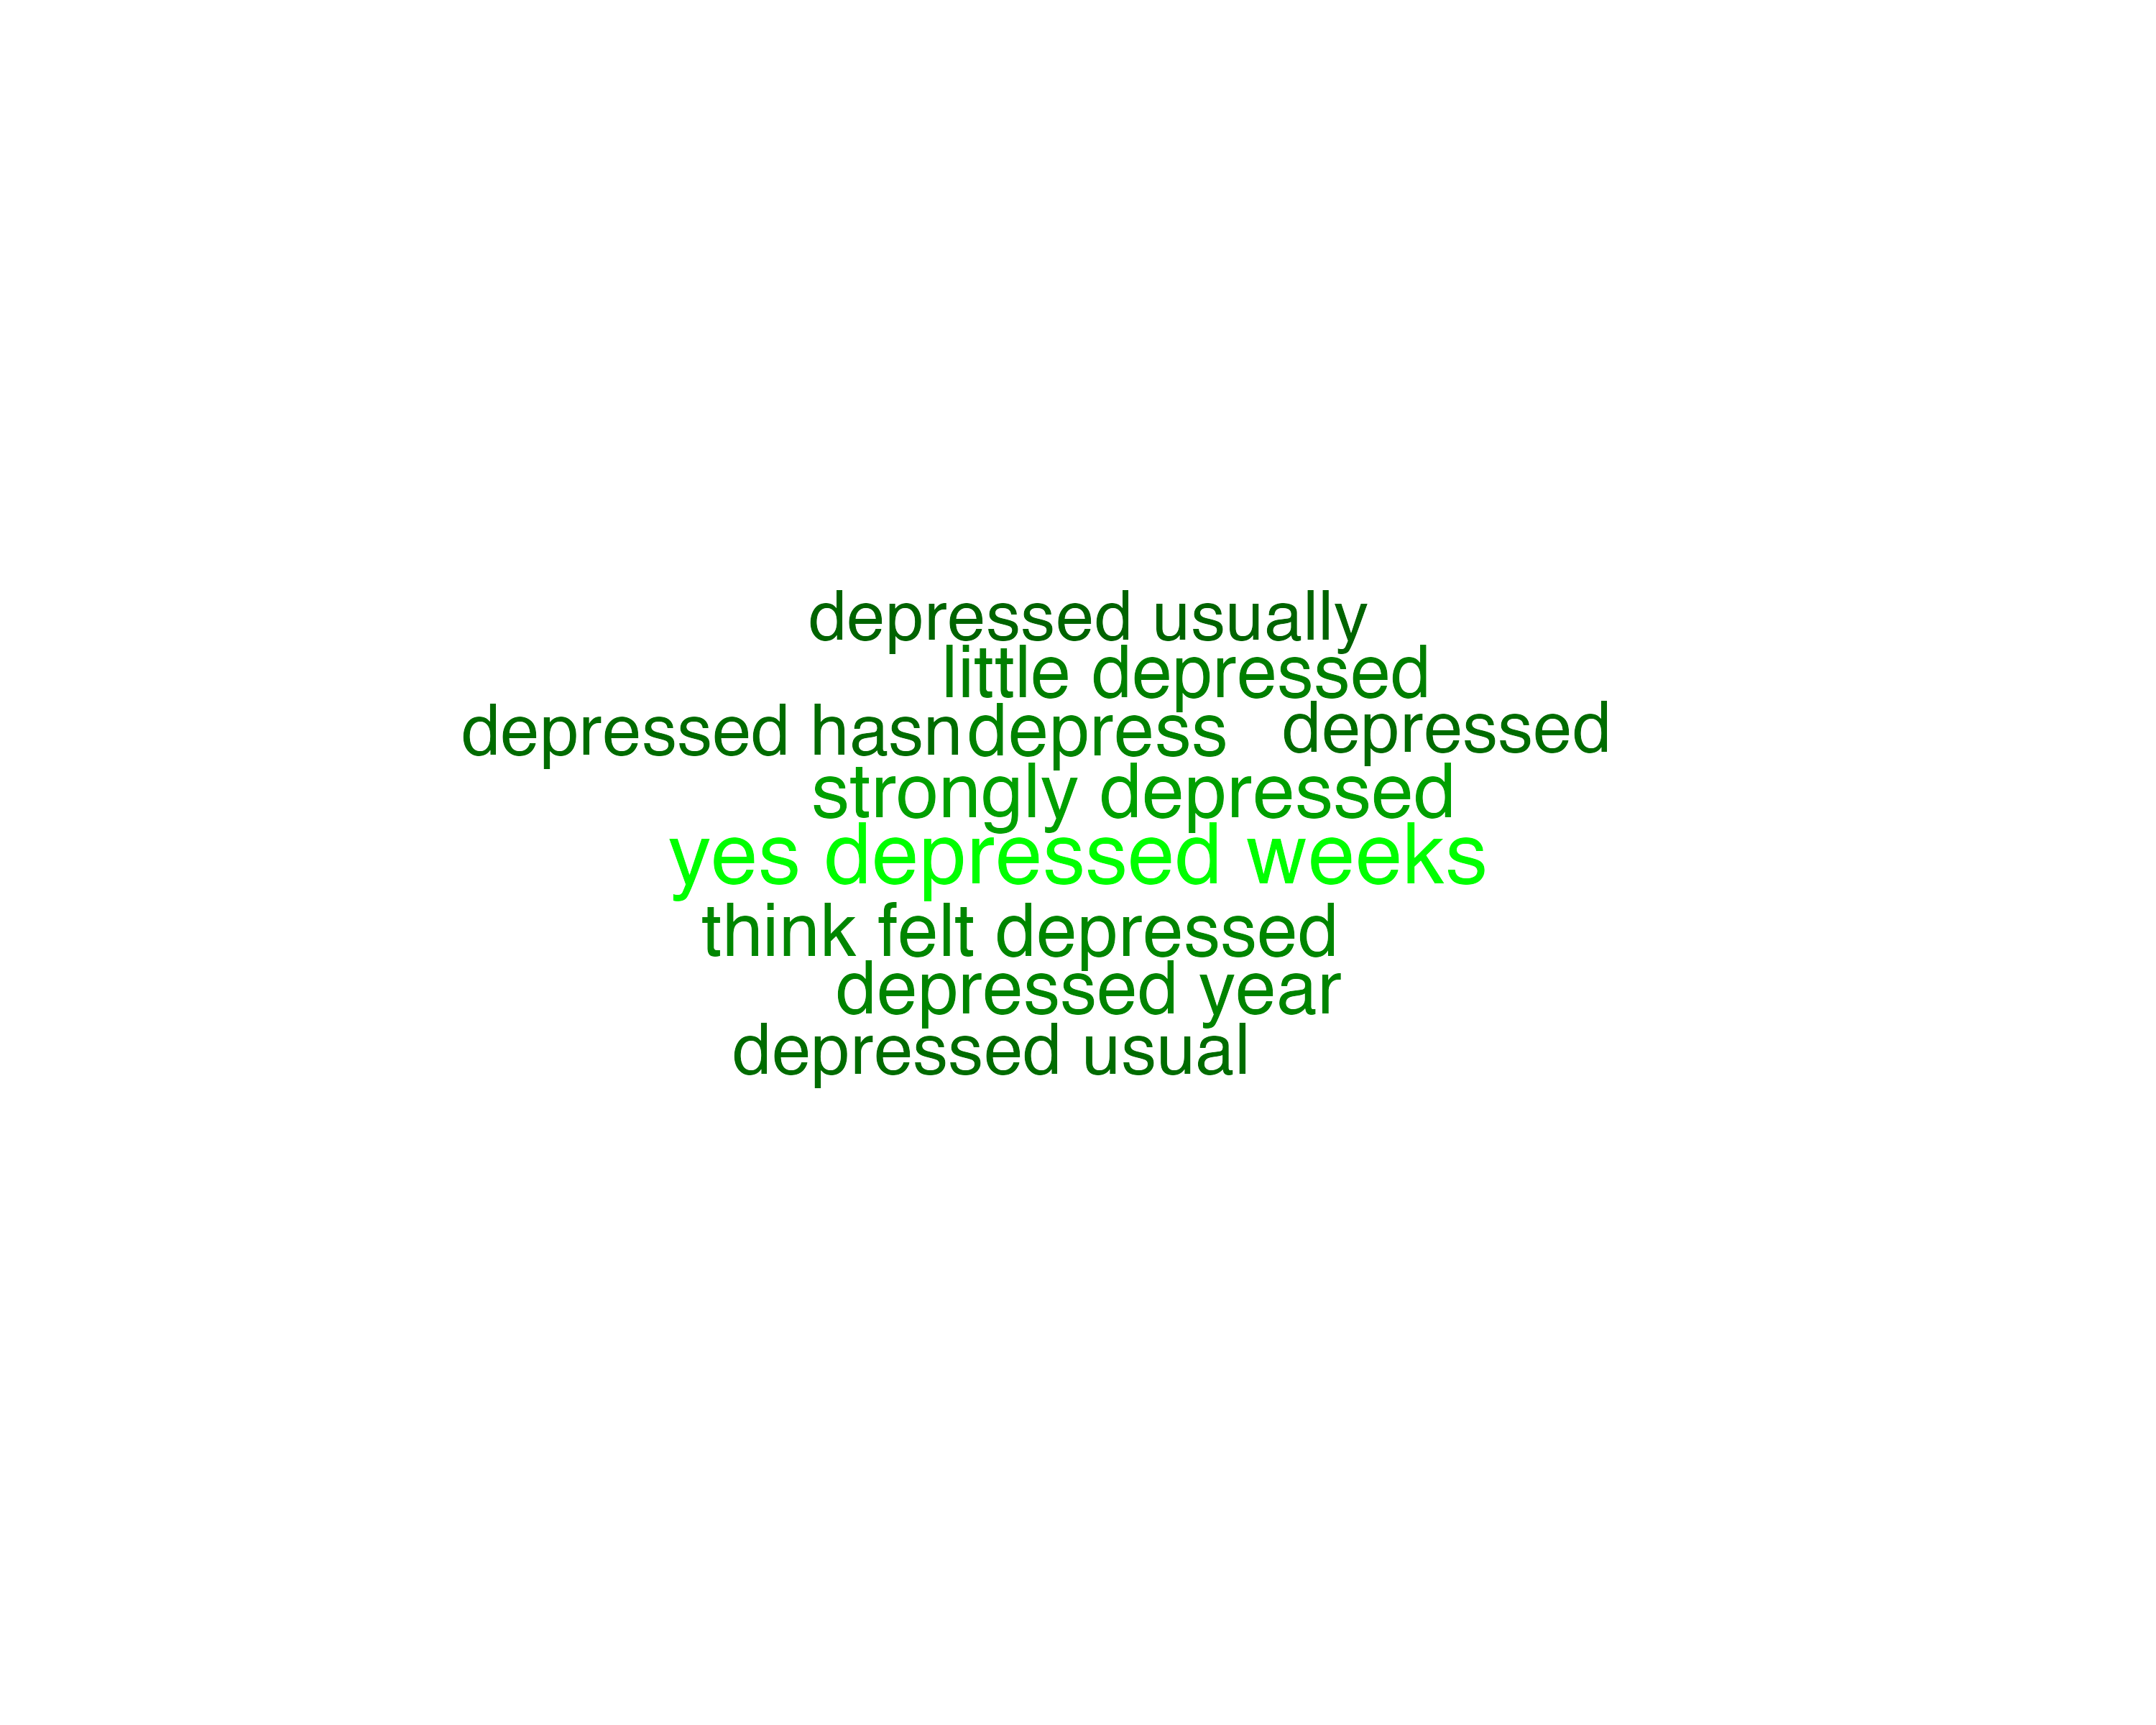 depressed usually
little depressed
depressed hasn depress depressed
strongly depressed
yes depressed weeks
think felt depressed
depressed year
depressed usual